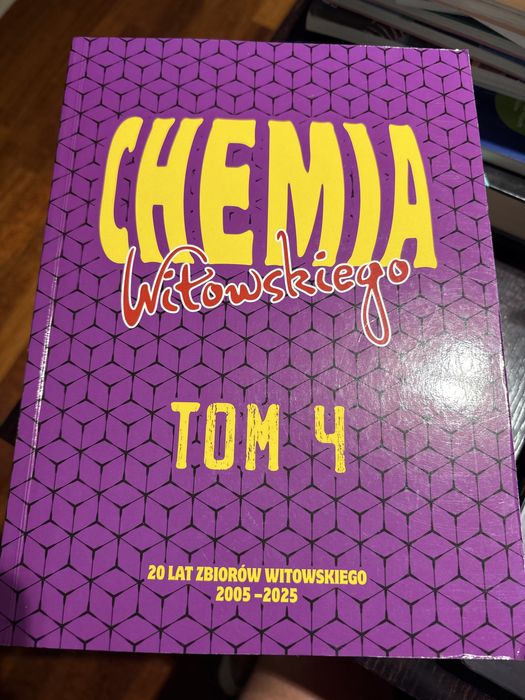 CHEMIA
Witowskiego
TOM 4
20 LAT ZBIORÓW WITOWSKIEGO
2005 –2025